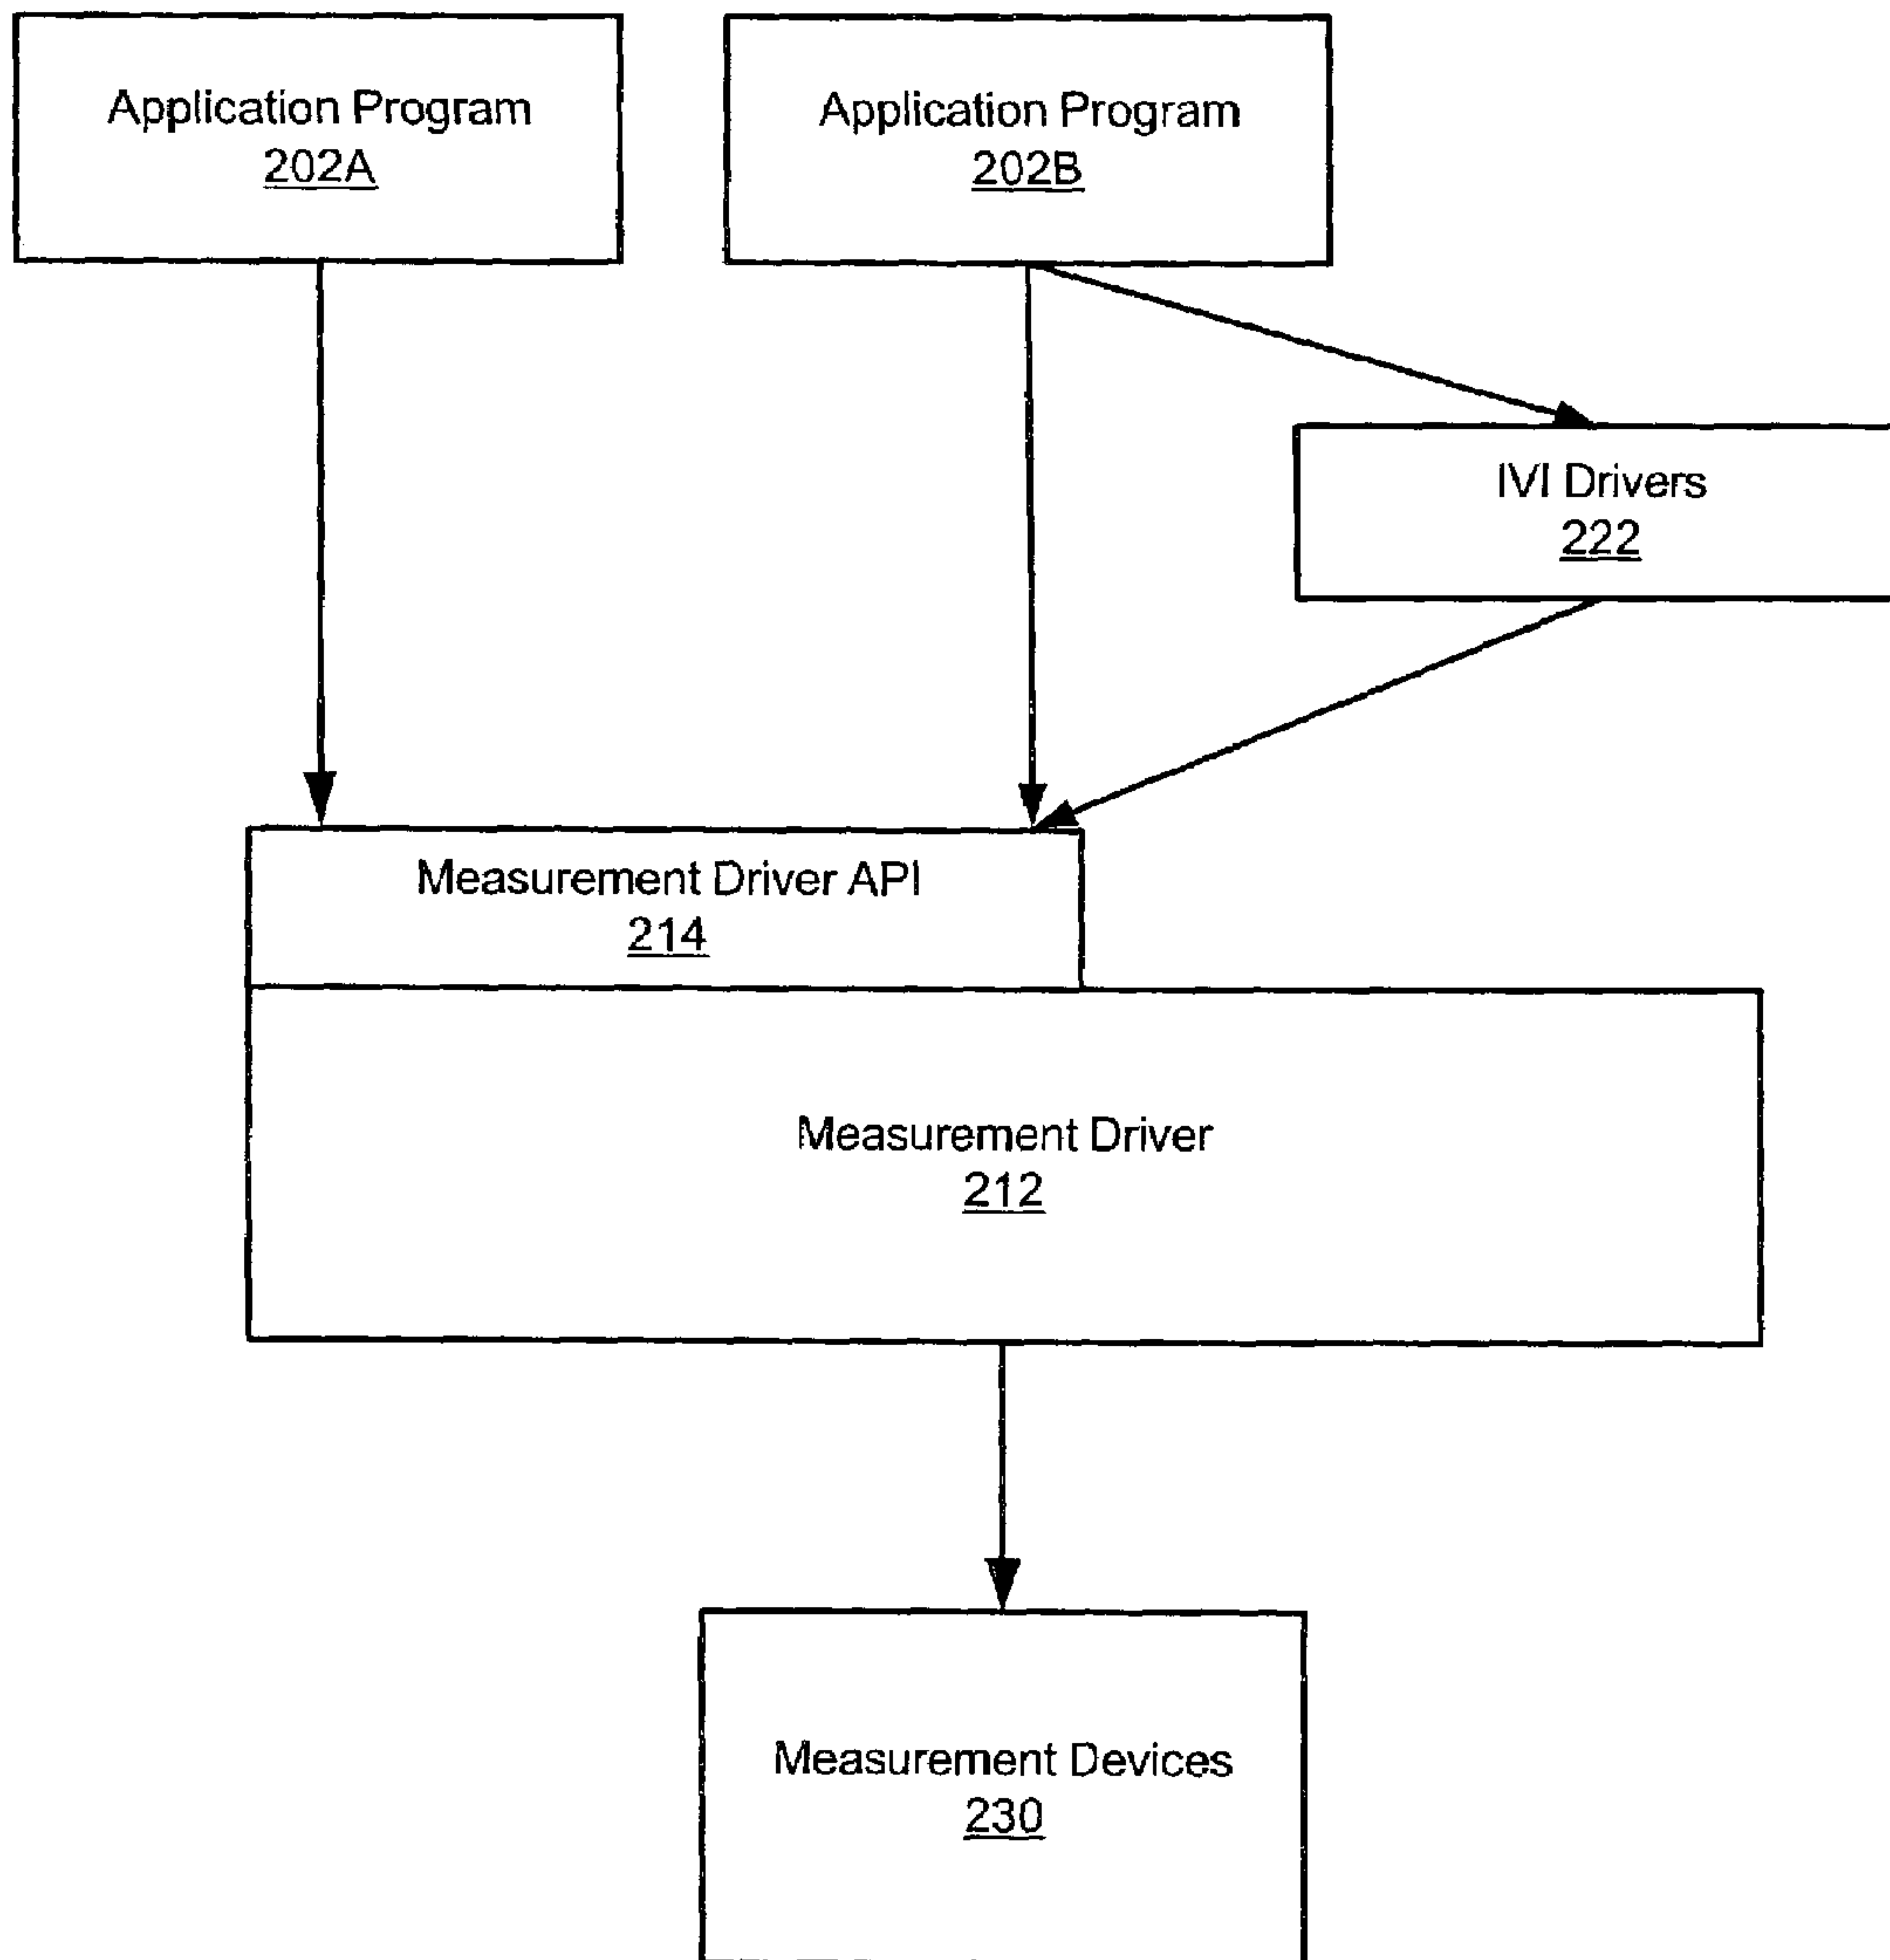 Application Program
202A
Application Program
202B
IVI Drivers
222
Measurement Driver API
214
Measurement Driver
212
Measurement Devices
230